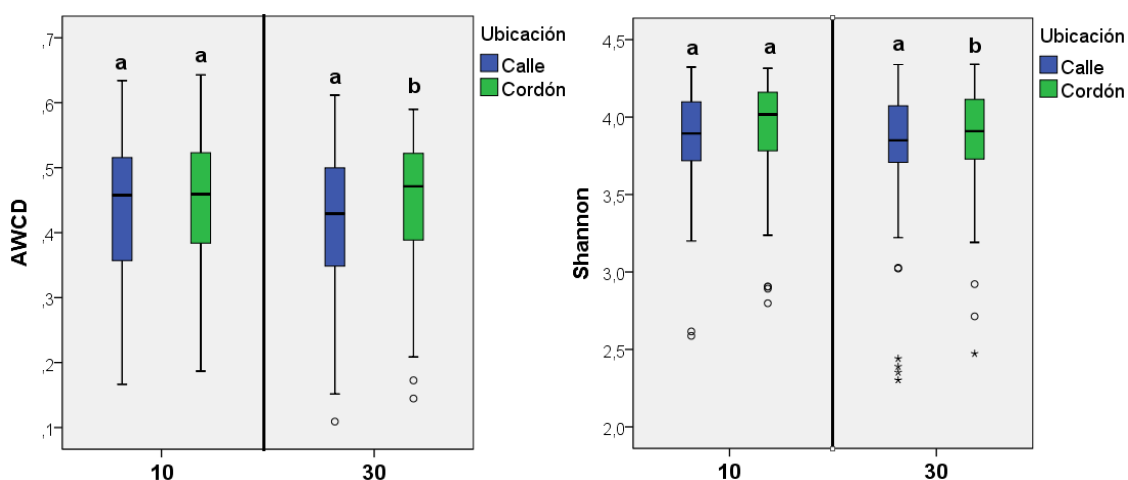 AWCD
,7
,6
,5
,4
,3
,2
,1
a a a b
10 30
Ubicación
Calle
Cordón
Shannon
4,5
4,0
3,5
3,0
2,5
2,0
a a a b
10 30
Ubicación
Calle
Cordón